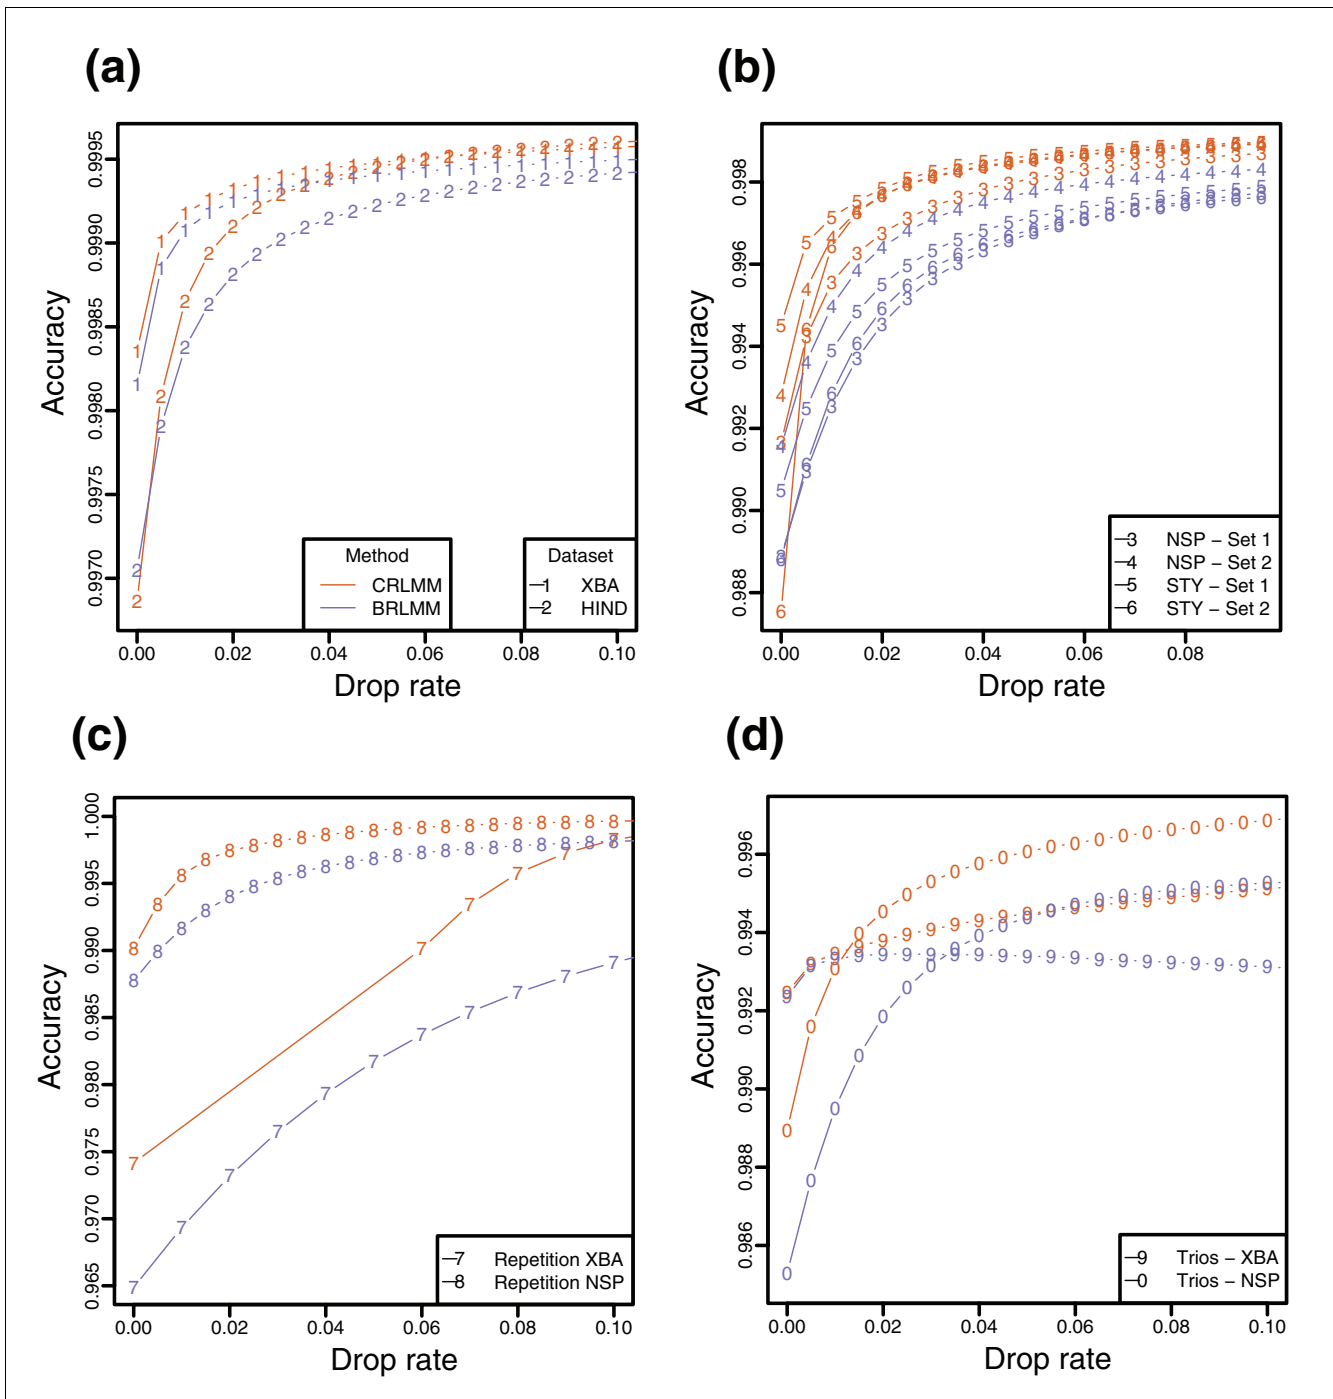 (a)
Accuracy
0.9970 0.9975 0.9980 0.9985 0.9990 0.9995
Method
CRLMM
BRLMM
Dataset
1 XBA
2 HIND
0.00 0.02 0.04 0.06 0.08 0.10
Drop rate
(b)
Accuracy
0.988 0.990 0.992 0.994 0.996 0.998
3 NSP − Set 1
4 NSP − Set 2
5 STY − Set 1
6 STY − Set 2
0.00 0.02 0.04 0.06 0.08
Drop rate
(c)
Accuracy
0.965 0.970 0.975 0.980 0.985 0.990 0.995 1.000
7 Repetition XBA
8 Repetition NSP
0.00 0.02 0.04 0.06 0.08 0.10
Drop rate
(d)
Accuracy
0.986 0.988 0.990 0.992 0.994 0.996
9 Trios − XBA
0 Trios − NSP
0.00 0.02 0.04 0.06 0.08 0.10
Drop rate